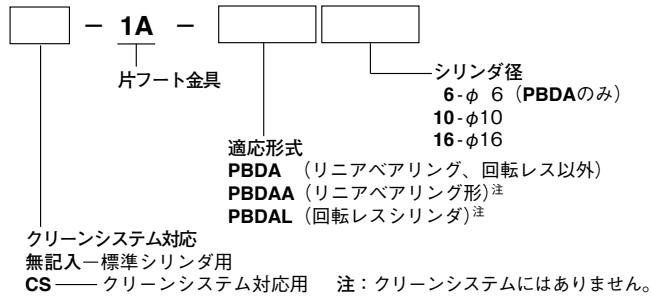 － 1A －
片フート金具
シリンダ径
6-φ 6（PBDAのみ）
10-φ10
16-φ16
適応形式
PBDA （リニアベアリング、回転レス以外）
PBDAA（リニアベアリング形）注
PBDAL（回転レスシリンダ）注
クリーンシステム対応
無記入—標準シリンダ用
CS——クリーンシステム対応用　注：クリーンシステムにはありません。